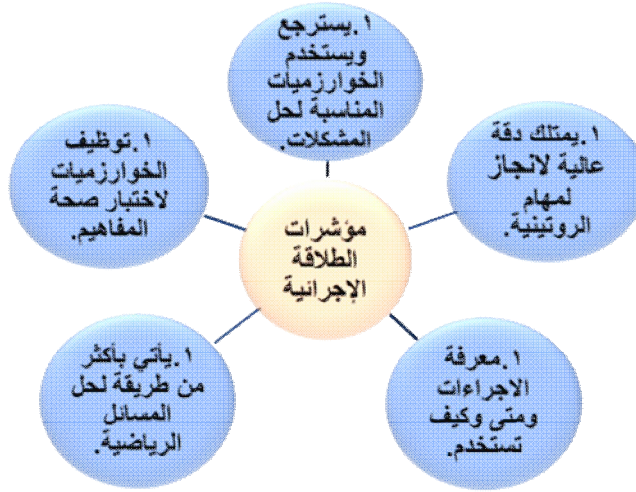 ١.يسترجع
ويستخدم
الخوارزميات
المناسبة لحل
المشكلات.
١.يمتلك دقة
عالية لانجاز
لمهام
الروتينية.
١.توظيف
الخوارزميات
لاختبار صحة
المفاهيم.
مؤشرات
الطلاقة
الإجرائية
١.معرفة
الاجراءات
ومتى وكيف
تستخدم.
١.يأتي بأكثر
من طريقة لحل
المسائل
الرياضية.